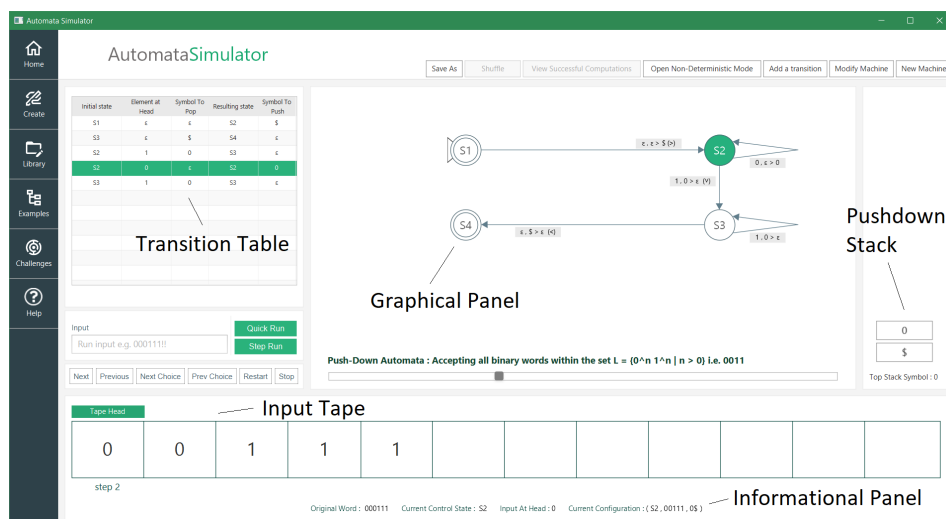 Automata Simulator
Home
Create
Library
Examples
Challenges
Help
AutomataSimulator
Save As
Shuffle
View Successful Computations
Open Non-Deterministic Mode
Add a transition
Modify Machine
New Machine
Initial state Element at Head Symbol To Pop Resulting state Symbol To Push
S1 ε ε S2 $
S3 ε $ S4 ε
S2 1 0 S3 ε
S2 0 ε S2 0
S3 1 0 S3 ε
Transition Table
S1
ε , ε > $ (>)
S2
0 , ε > 0
1 , 0 > ε (v)
S4
ε , $ > ε (<)
S3
1 , 0 > ε
Graphical Panel
Pushdown
Stack
0
$
Top Stack Symbol : 0
Input
Run input e.g. 000111!!
Quick Run
Step Run
Next
Previous
Next Choice
Prev Choice
Restart
Stop
Push-Down Automata : Accepting all binary words within the set L = {0^n 1^n | n > 0} i.e. 0011
Tape Head
Input Tape
0 0 1 1 1
step 2
Original Word : 000111 Current Control State : S2 Input At Head : 0 Current Configuration : ( S2 , 00111 , 0$ )
Informational Panel